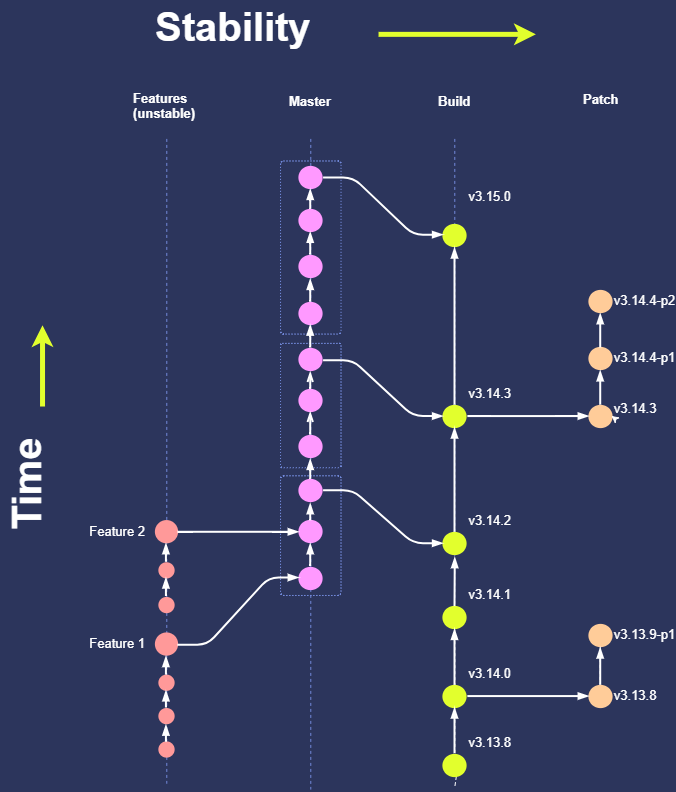 Stability
Features
(unstable)
Master
Build
Patch
v3.15.0
v3.14.4-p2
v3.14.4-p1
v3.14.3
v3.14.3
Time
v3.14.2
Feature 2
v3.14.1
Feature 1
v3.13.9-p1
v3.14.0
v3.13.8
v3.13.8